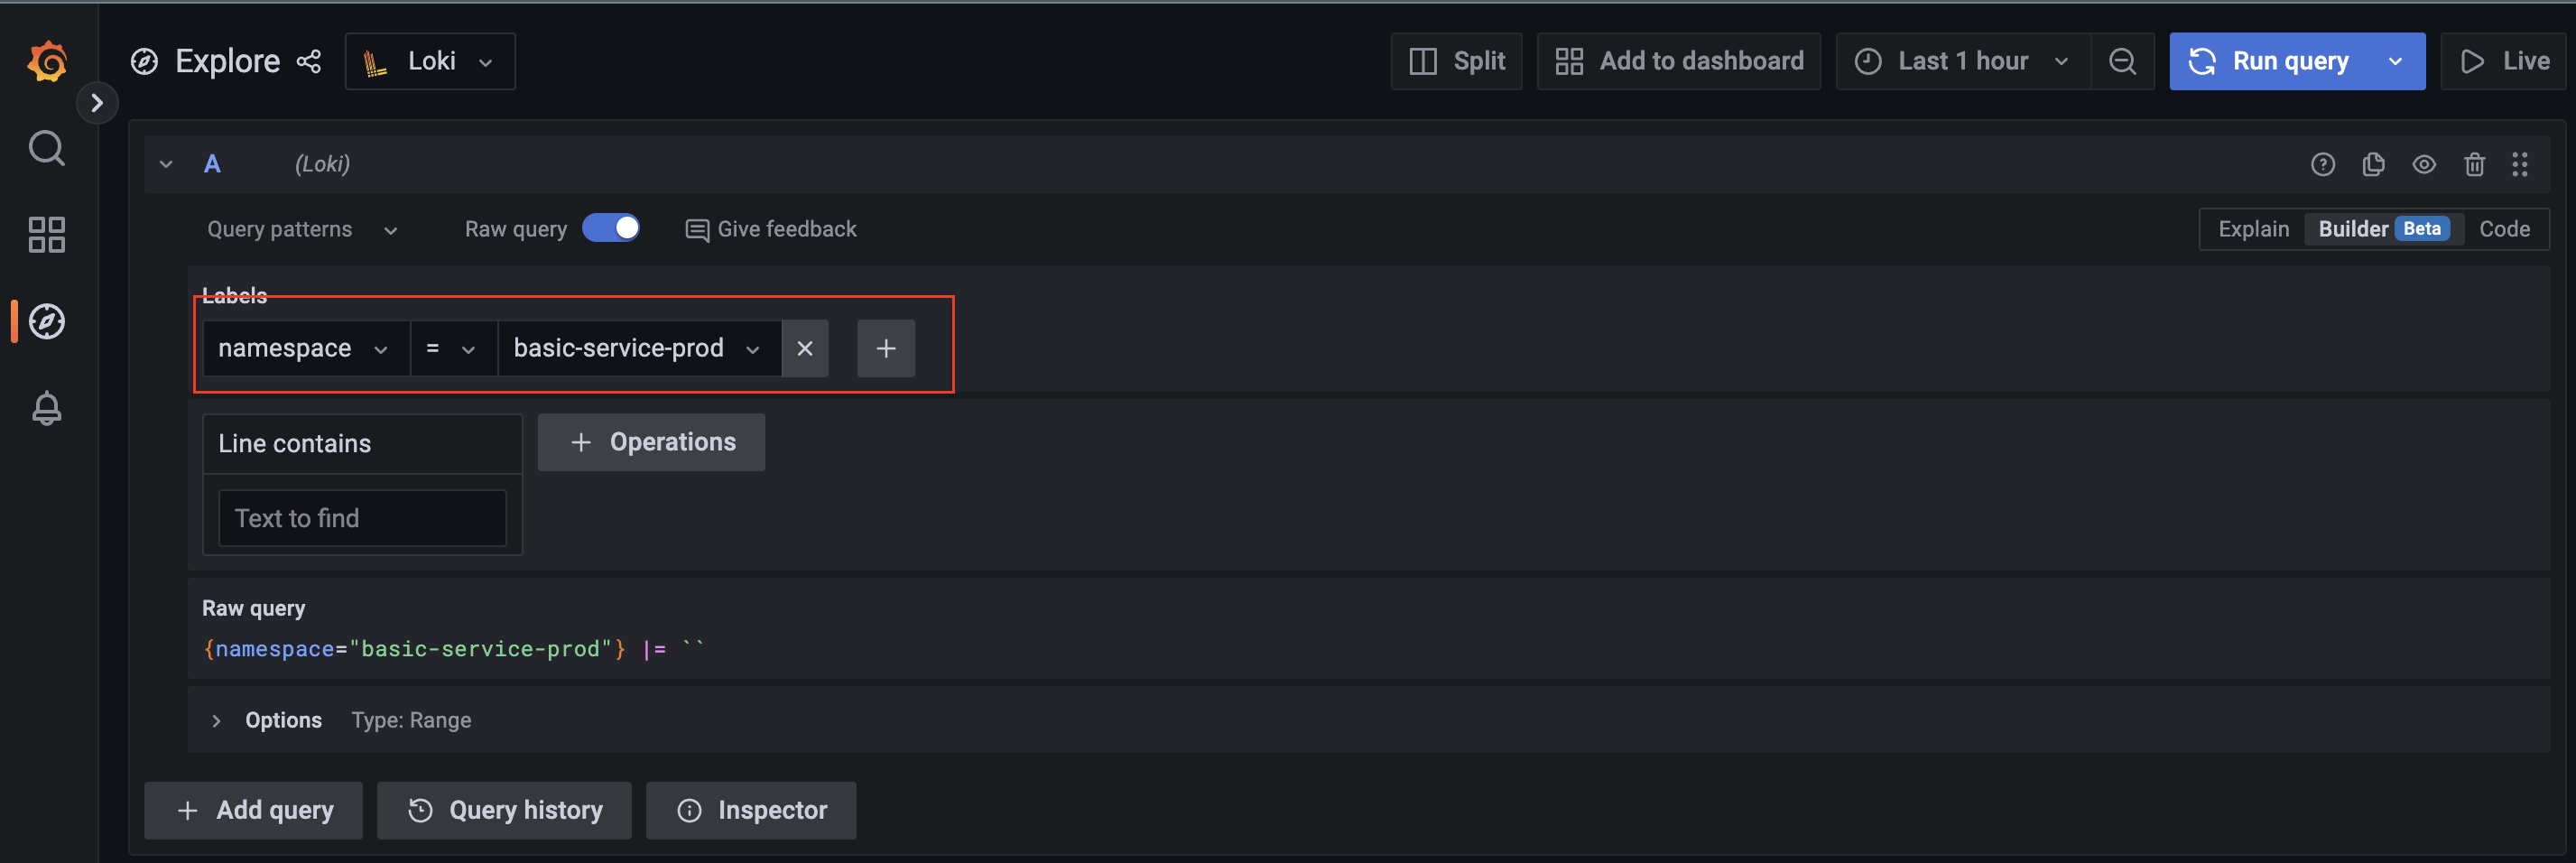 Explore Loki Split Add to dashboard Last 1 hour Run query Live
A (Loki)
Query patterns Raw query Give feedback Explain Builder Beta Code
Labels
namespace = basic-service-prod
Line contains Operations
Text to find
Raw query
{namespace="basic-service-prod"} |= ``
Options Type: Range
Add query Query history Inspector